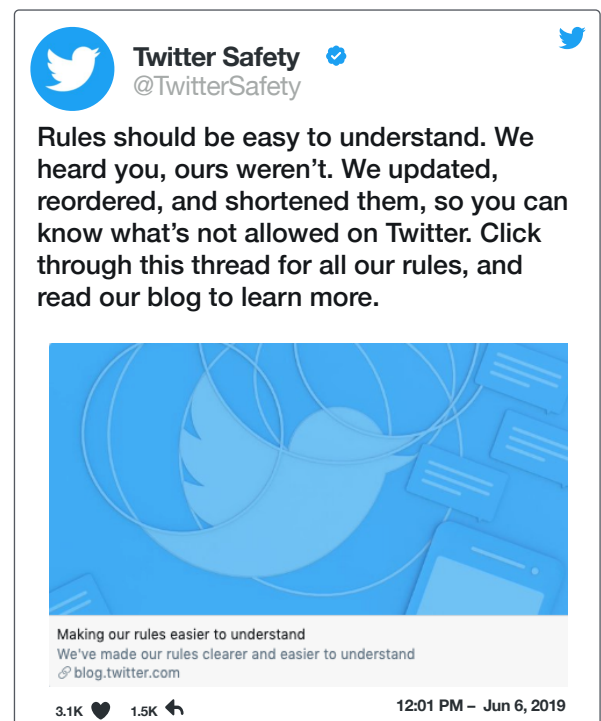 Twitter Safety
@TwitterSafety
Rules should be easy to understand. We
heard you, ours weren’t. We updated,
reordered, and shortened them, so you can
know what’s not allowed on Twitter. Click
through this thread for all our rules, and
read our blog to learn more.
Making our rules easier to understand
We've made our rules clearer and easier to understand
blog.twitter.com
3.1K 1.5K 12:01 PM – Jun 6, 2019